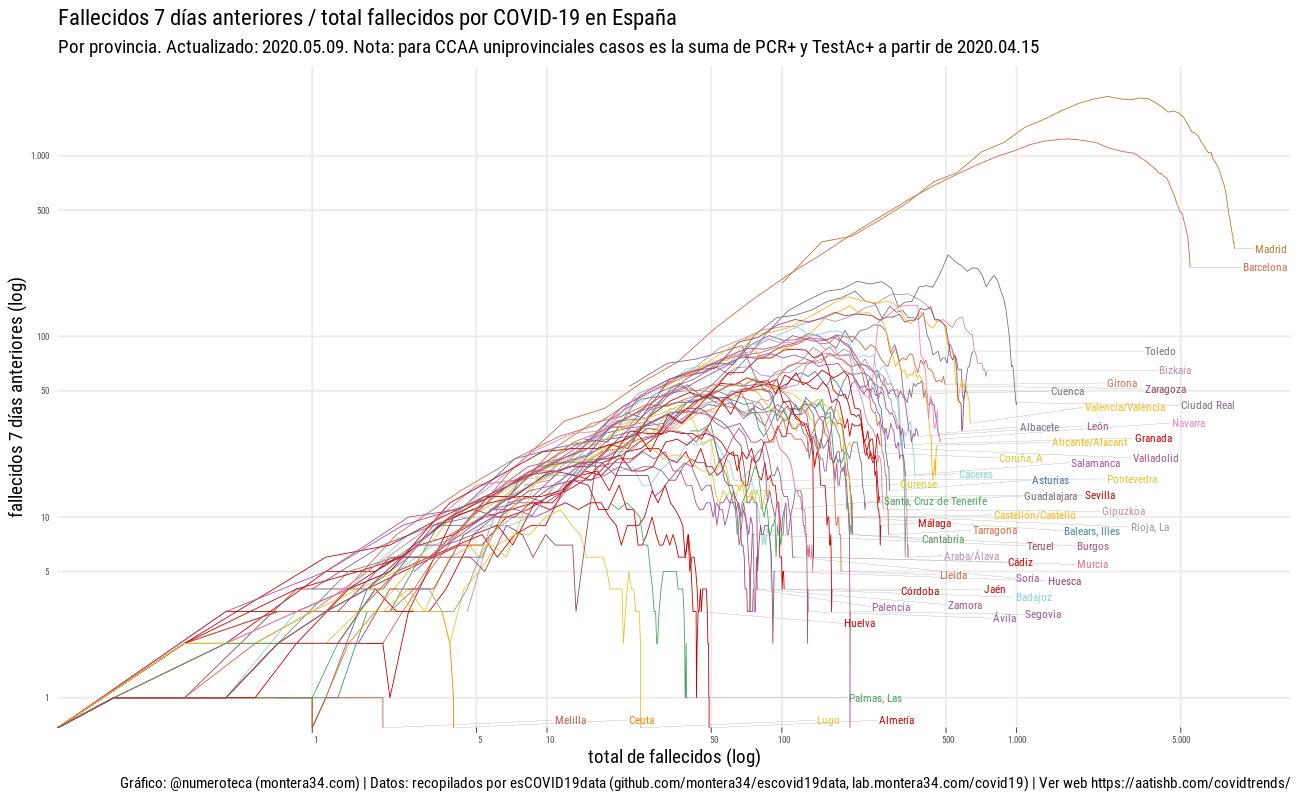 Fallecidos 7 días anteriores / total fallecidos por COVID-19 en España
Por provincia. Actualizado: 2020.05.09. Nota: para CCAA uniprovinciales casos es la suma de PCR+ y TestAc+ a partir de 2020.04.15
fallecidos 7 días anteriores (log)
1.000
500
100
50
10
5
1
Madrid
Barcelona
Toledo
Bizkaia
Girona
Zaragoza
Cuenca
Valencia/València
Ciudad Real
Albacete
León
Navarra
Alicante/Alacant
Granada
Coruña, A
Valladolid
Salamanca
Cáceres
Asturias
Pontevedra
Ourense
Guadalajara
Sevilla
Santa, Cruz de Tenerife
Gipuzkoa
Castellón/Castelló
Málaga
Tarragona
Rioja, La
Balears, Illes
Cantabria
Teruel
Burgos
Araba/Álava
Cádiz
Murcia
Lleida
Soria
Huesca
Córdoba
Jaén
Badajoz
Palencia
Zamora
Ávila
Segovia
Huelva
Palmas, Las
Melilla
Ceuta
Lugo
Almería
1
5
10
50
100
500
1.000
5.000
total de fallecidos (log)
Gráfico: @numeroteca (montera34.com) | Datos: recopilados por esCOVID19data (github.com/montera34/escovid19data, lab.montera34.com/covid19) | Ver web https://aatishb.com/covidtrends/